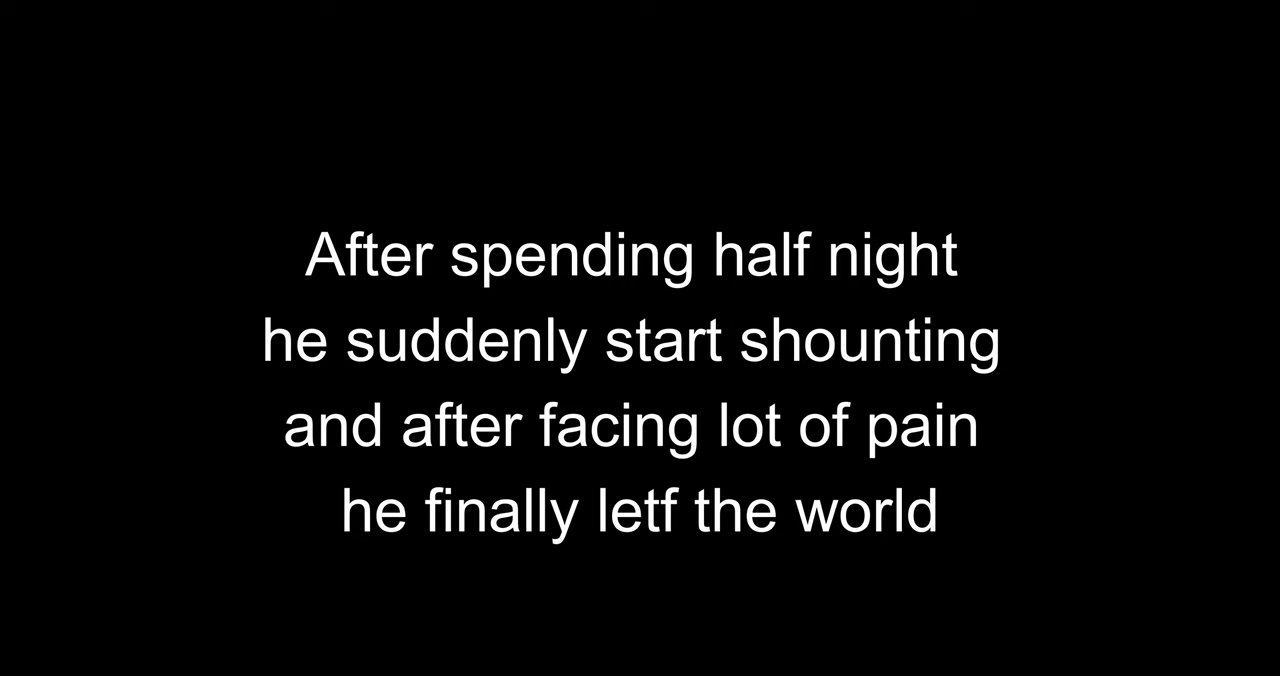 After spending half night
he suddenly start shounting
and after facing lot of pain
he finally letf the world